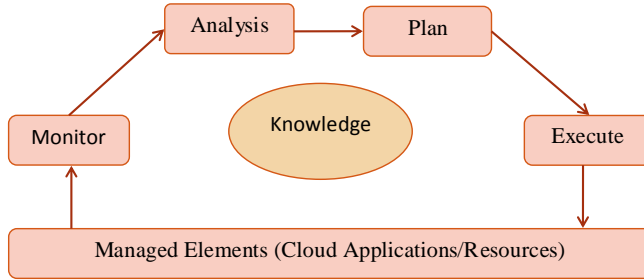 Analysis
Plan
Knowledge
Monitor
Execute
Managed Elements (Cloud Applications/Resources)